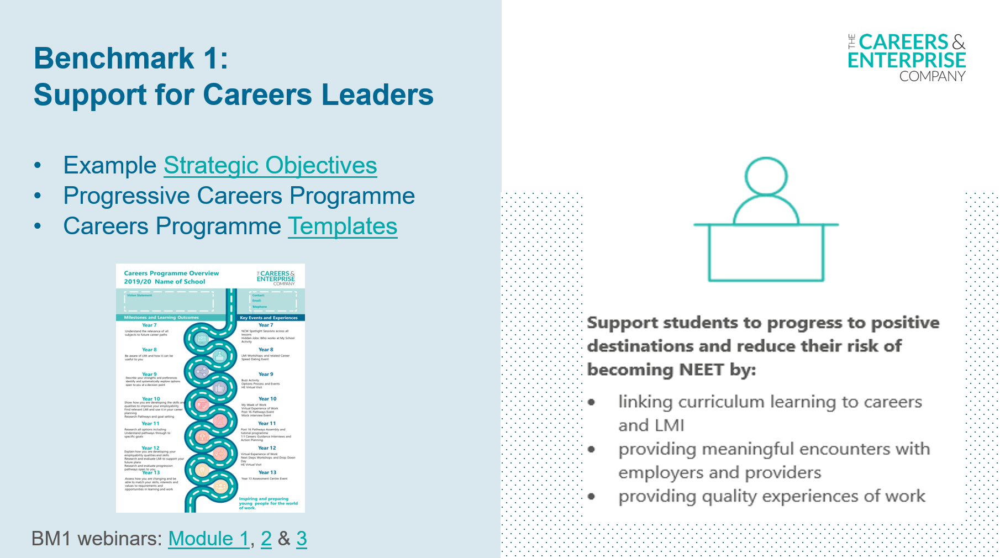 Benchmark 1:
Support for Careers Leaders
• Example Strategic Objectives
• Progressive Careers Programme
• Careers Programme Templates
Careers Programme Overview
2019/20 Name of School
THE CAREERS &
ENTERPRISE
COMPANY
Vision Statement
Contact:
Email:
Telephone
Milestones and Learning Outcomes
Key Events and Experiences
Year 7
Understand the relevance of all
subjects to future career paths
Year 7
NCW Spotlight Sessions across all
lessons
Hidden Jobs: Who works at My School
Activity
Year 8
Be aware of LMI and how it can be
useful to you
Year 8
LMI Workshops and related Career
Speed Dating Event
Year 9
Describe your strengths and preferences
identify and systematically explore options
open to you at a decision point
Year 9
Buzz Activity
Options Process and Events
HE Virtual Visit
Year 10
Show how you are developing the skills and
qualities to improve your employability
Find relevant LMI and use it in your career
planning
Research Pathways and goal setting
Year 10
My Week of Work
Virtual Experience of Work
Post 16 Pathways Event
Mock interview Event
Year 11
Research all options including
Understand pathways through to
specific goals
Year 11
Post 16 Pathways Assembly and
tutorial programme
1:1 Careers Guidance Interviews and
Action Planning
Year 12
Explain how you are developing your
employability qualities and skills
Research and evaluate LMI to support your
future plans
Research and evaluate progression
pathways open to you
Year 12
Virtual Experience of Work
Next Steps Workshops and Drop Down
Day
HE Virtual Visit
Year 13
Assess how you are changing and be
able to match your skills, interests and
values to requirements and
opportunities in learning and work
Year 13
Year 13 Assessment Centre Event
Inspiring and preparing
young people for the world
of work.
BM1 webinars: Module 1, 2 & 3
THE CAREERS &
ENTERPRISE
COMPANY
Support students to progress to positive
destinations and reduce their risk of
becoming NEET by:
• linking curriculum learning to careers
and LMI
• providing meaningful encounters with
employers and providers
• providing quality experiences of work